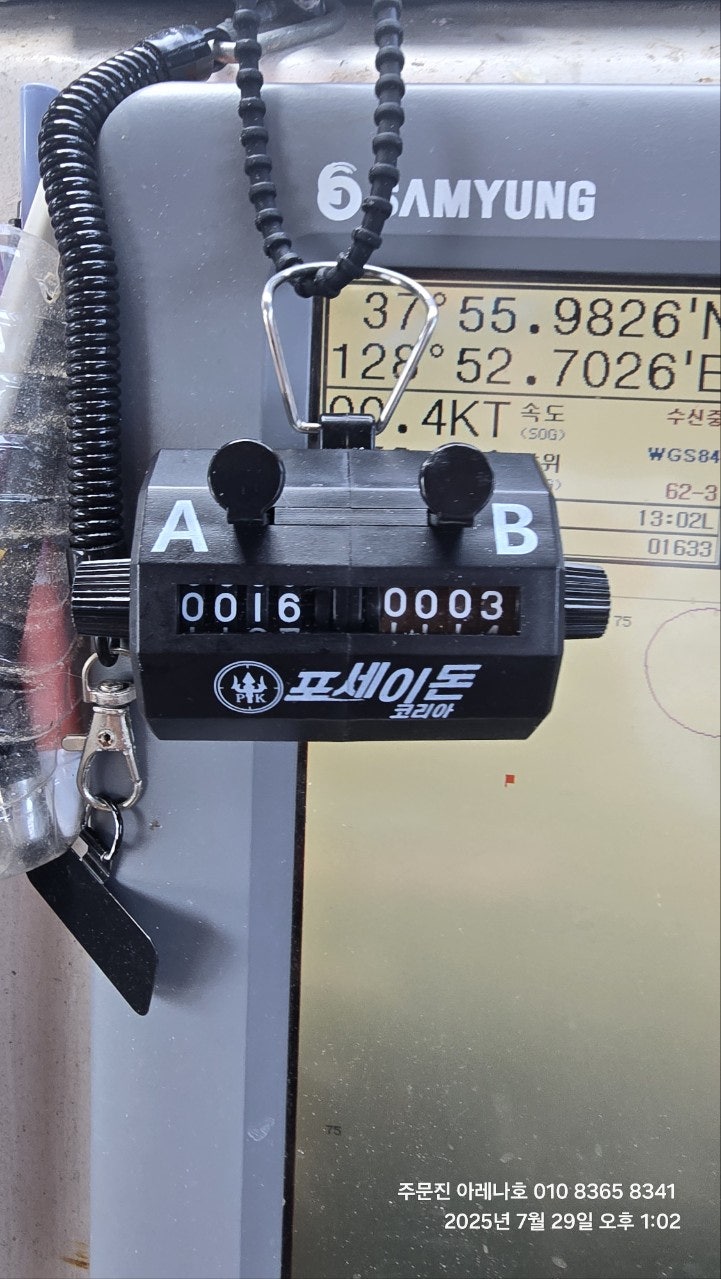 SAMYUNG
37°55.9826'N
128°52.7026'E
.4KT 속도 수신중
(SOG)
위 WGS84
62-3
13:02L
01633
A B
0016 0003
75
PK 포세이돈
코리아
75
주문진 아레나호 010 8365 8341
2025년 7월 29일 오후 1:02